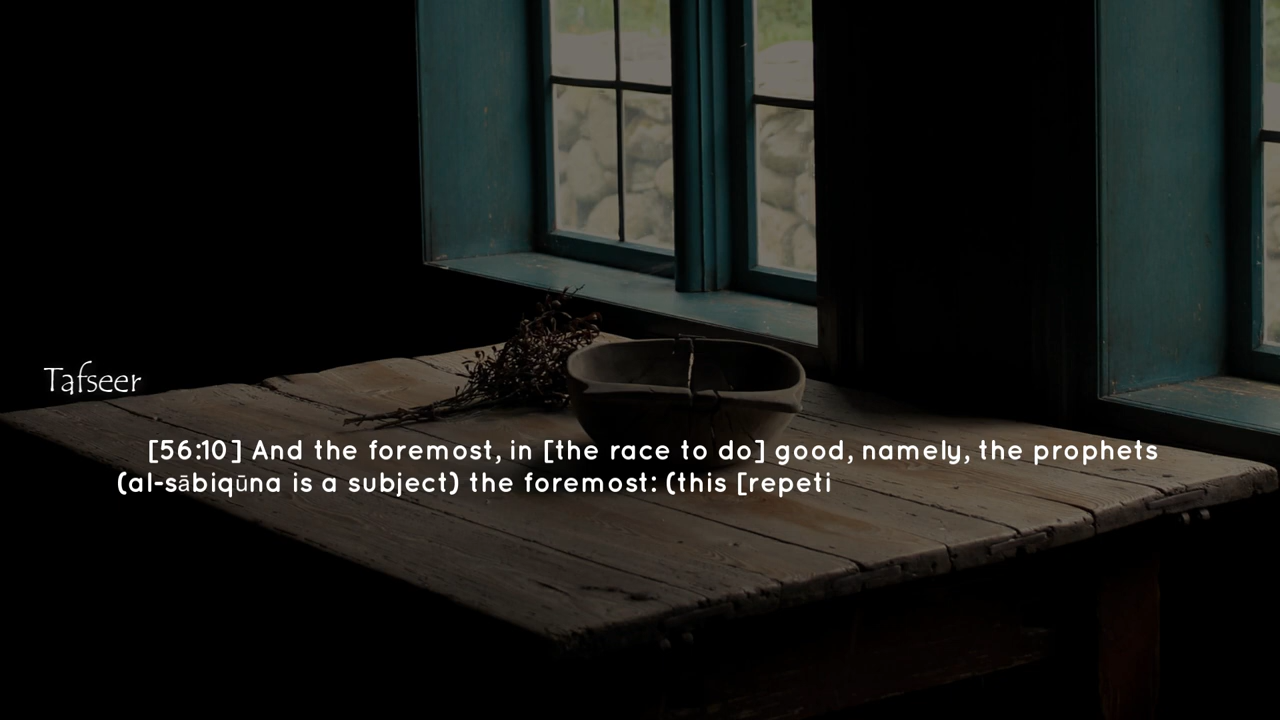 Tafseer
[56:10] And the foremost, in [the race to do] good, namely, the prophets
(al-sābiqūna is a subject) the foremost: (this [repeti